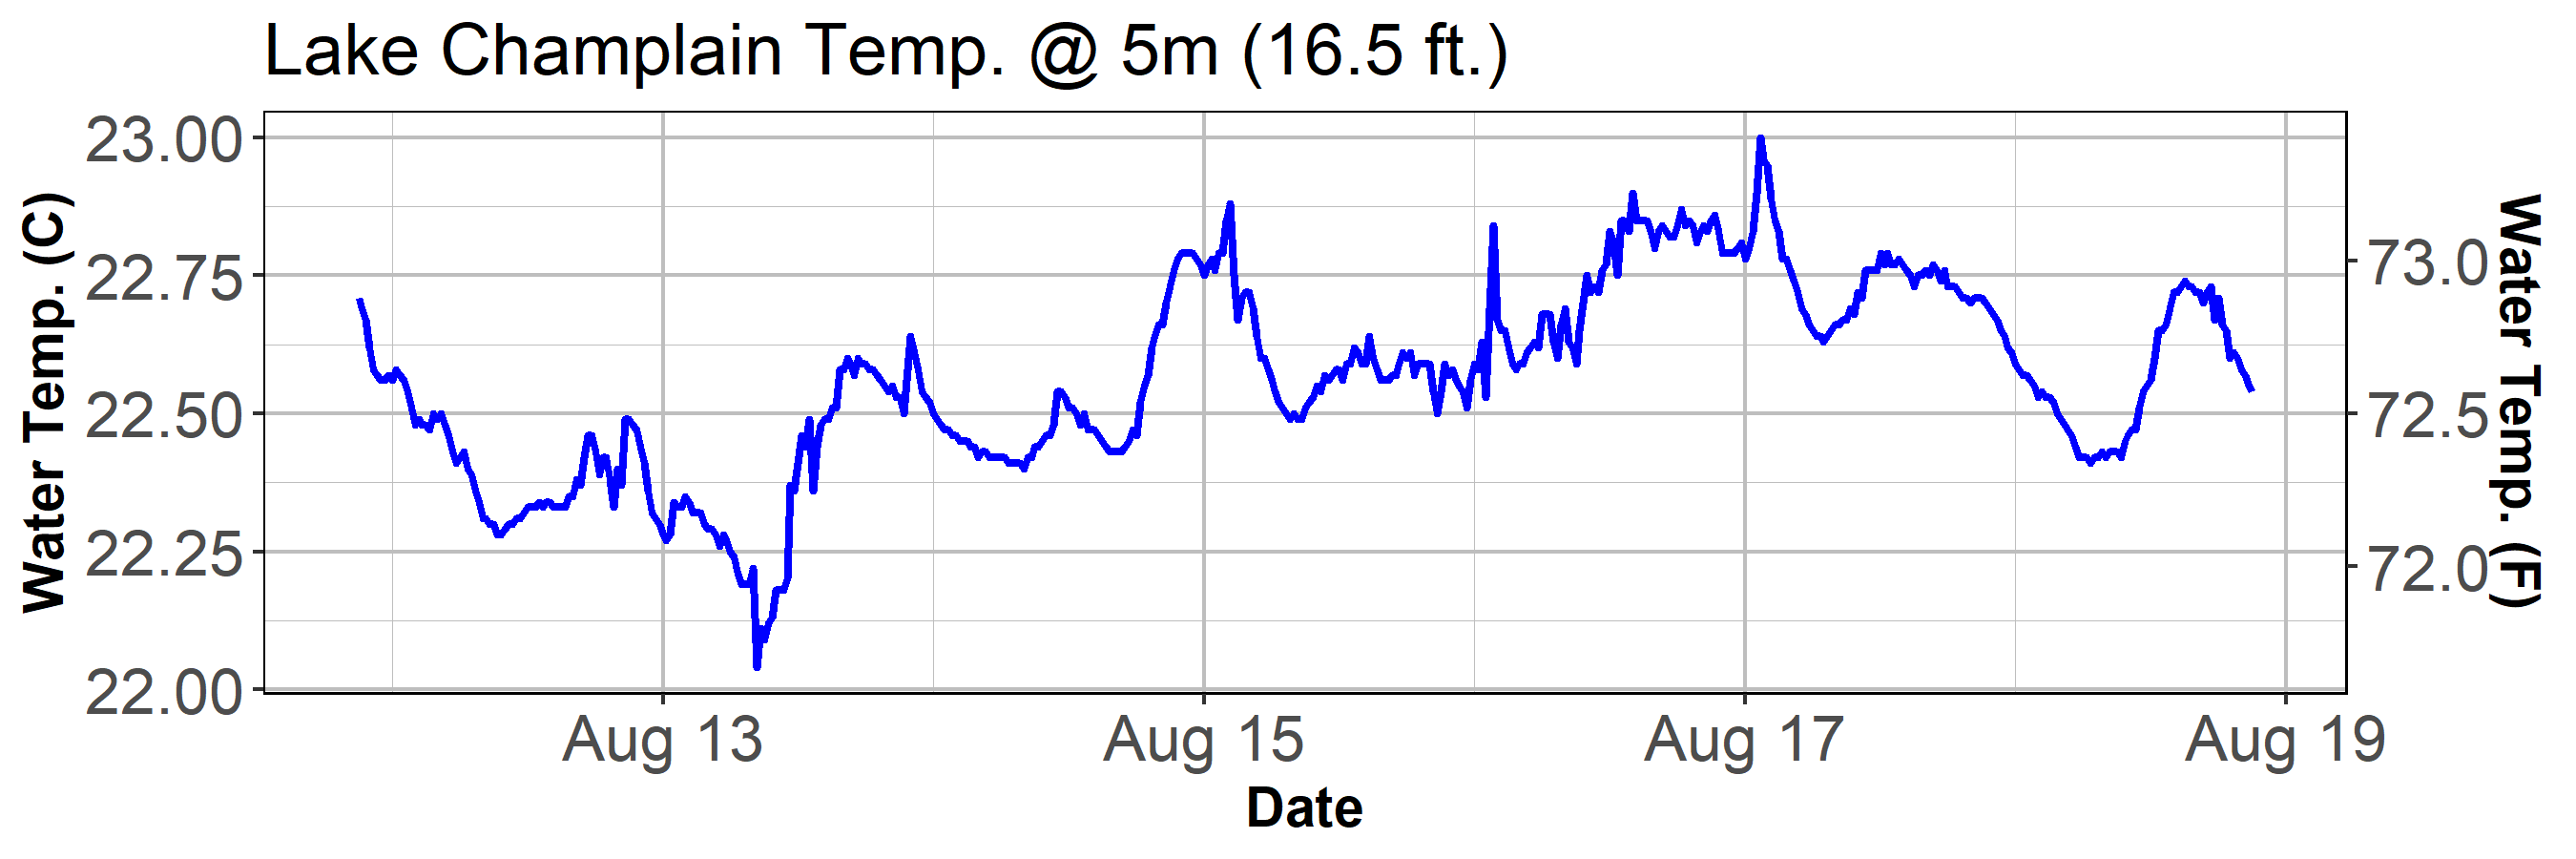 Lake Champlain Temp. @ 5m (16.5 ft.)
Water Temp. (C)
23.00
22.75
22.50
22.25
22.00
73.0
72.5
72.0
Water Temp. (F)
Aug 13 Aug 15 Aug 17 Aug 19
Date